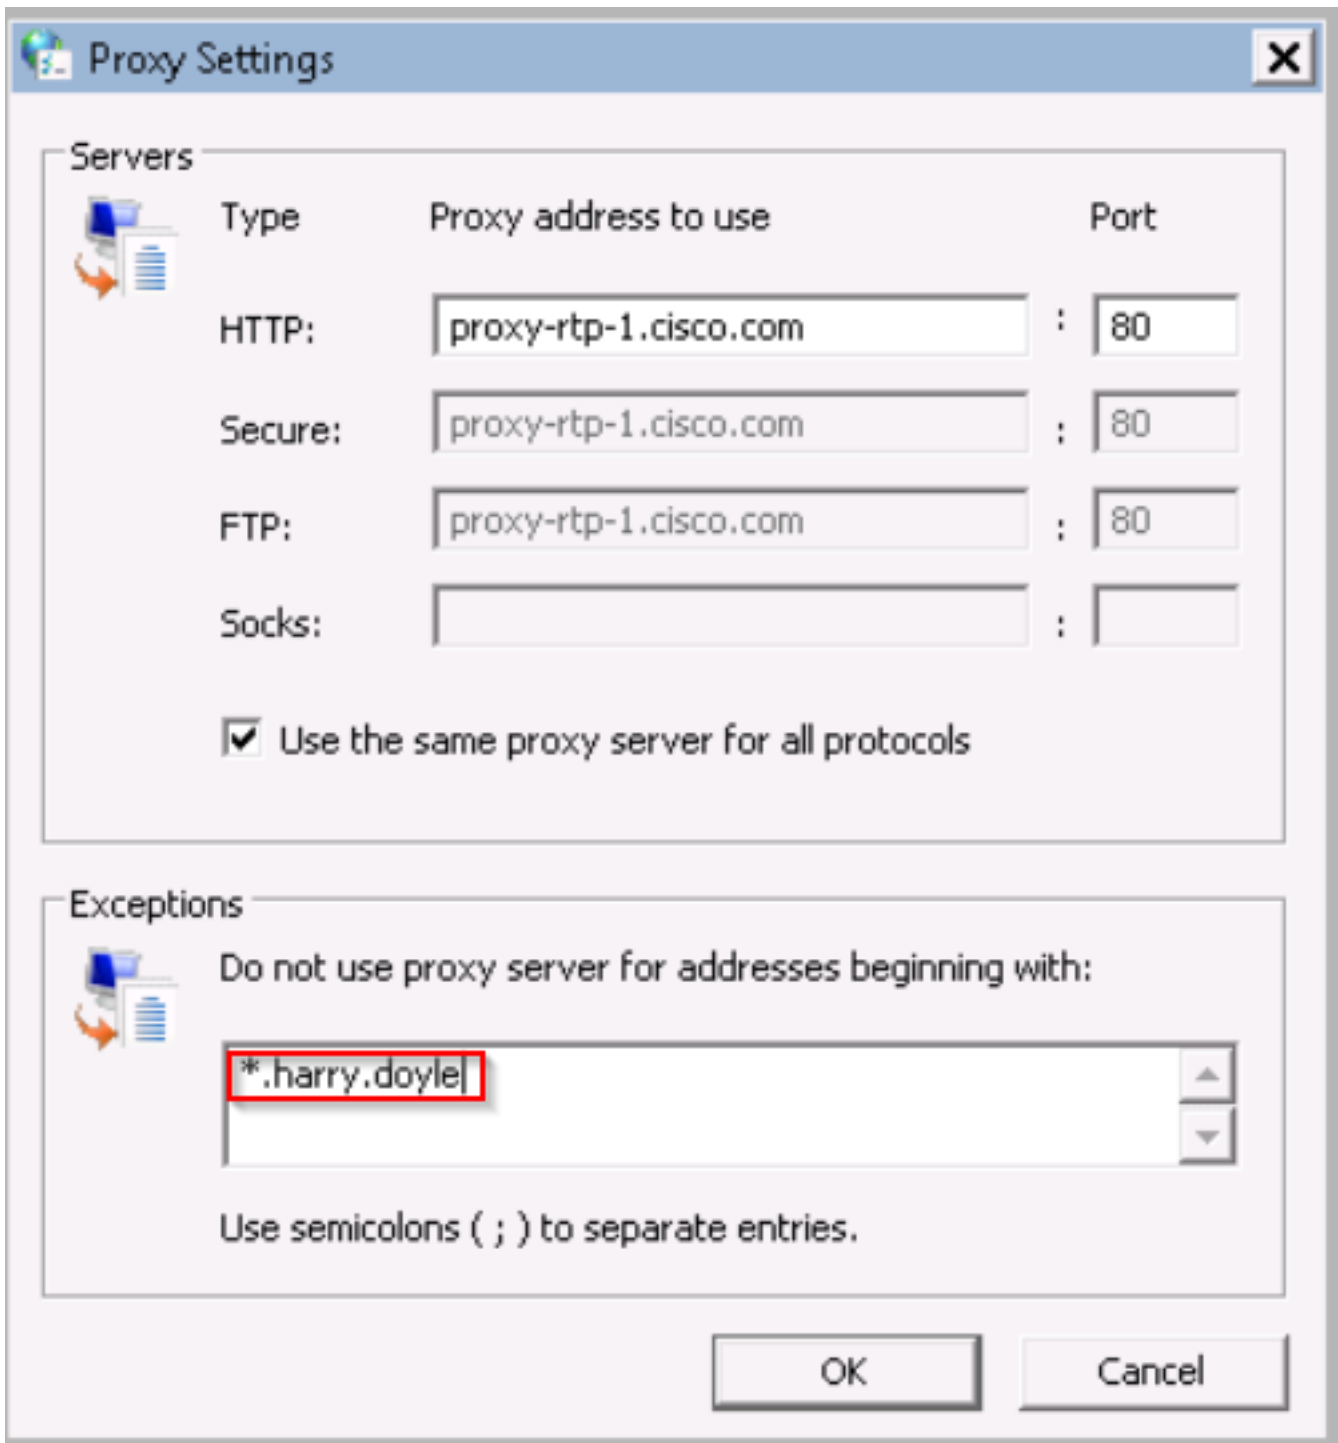 Proxy Settings
Servers
Type Proxy address to use Port
HTTP: proxy-rtp-1.cisco.com : 80
Secure: proxy-rtp-1.cisco.com : 80
FTP: proxy-rtp-1.cisco.com : 80
Socks: :
Use the same proxy server for all protocols
Exceptions
Do not use proxy server for addresses beginning with:
*.harry.doyle
Use semicolons ( ; ) to separate entries.
OK Cancel